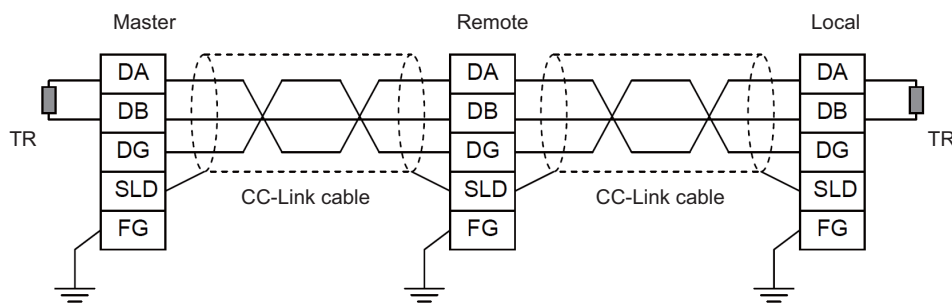 Master Remote Local
DA DA DA
DB DB DB
TR TR
DG DG DG
SLD SLD SLD
CC-Link cable CC-Link cable
FG FG FG